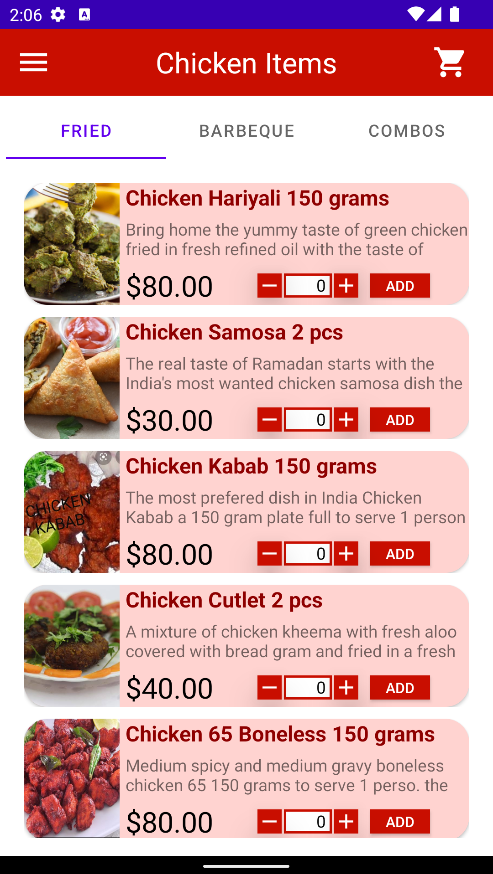 2:06
Chicken Items
FRIED BARBEQUE COMBOS
Chicken Hariyali 150 grams
Bring home the yummy taste of green chicken
fried in fresh refined oil with the taste of
$80.00 0 ADD
Chicken Samosa 2 pcs
The real taste of Ramadan starts with the
India's most wanted chicken samosa dish the
$30.00 0 ADD
CHICKEN
KABAB
Chicken Kabab 150 grams
The most prefered dish in India Chicken
Kabab a 150 gram plate full to serve 1 person
$80.00 0 ADD
Chicken Cutlet 2 pcs
A mixture of chicken kheema with fresh aloo
covered with bread gram and fried in a fresh
$40.00 0 ADD
Chicken 65 Boneless 150 grams
Medium spicy and medium gravy boneless
chicken 65 150 grams to serve 1 perso. the
$80.00 0 ADD